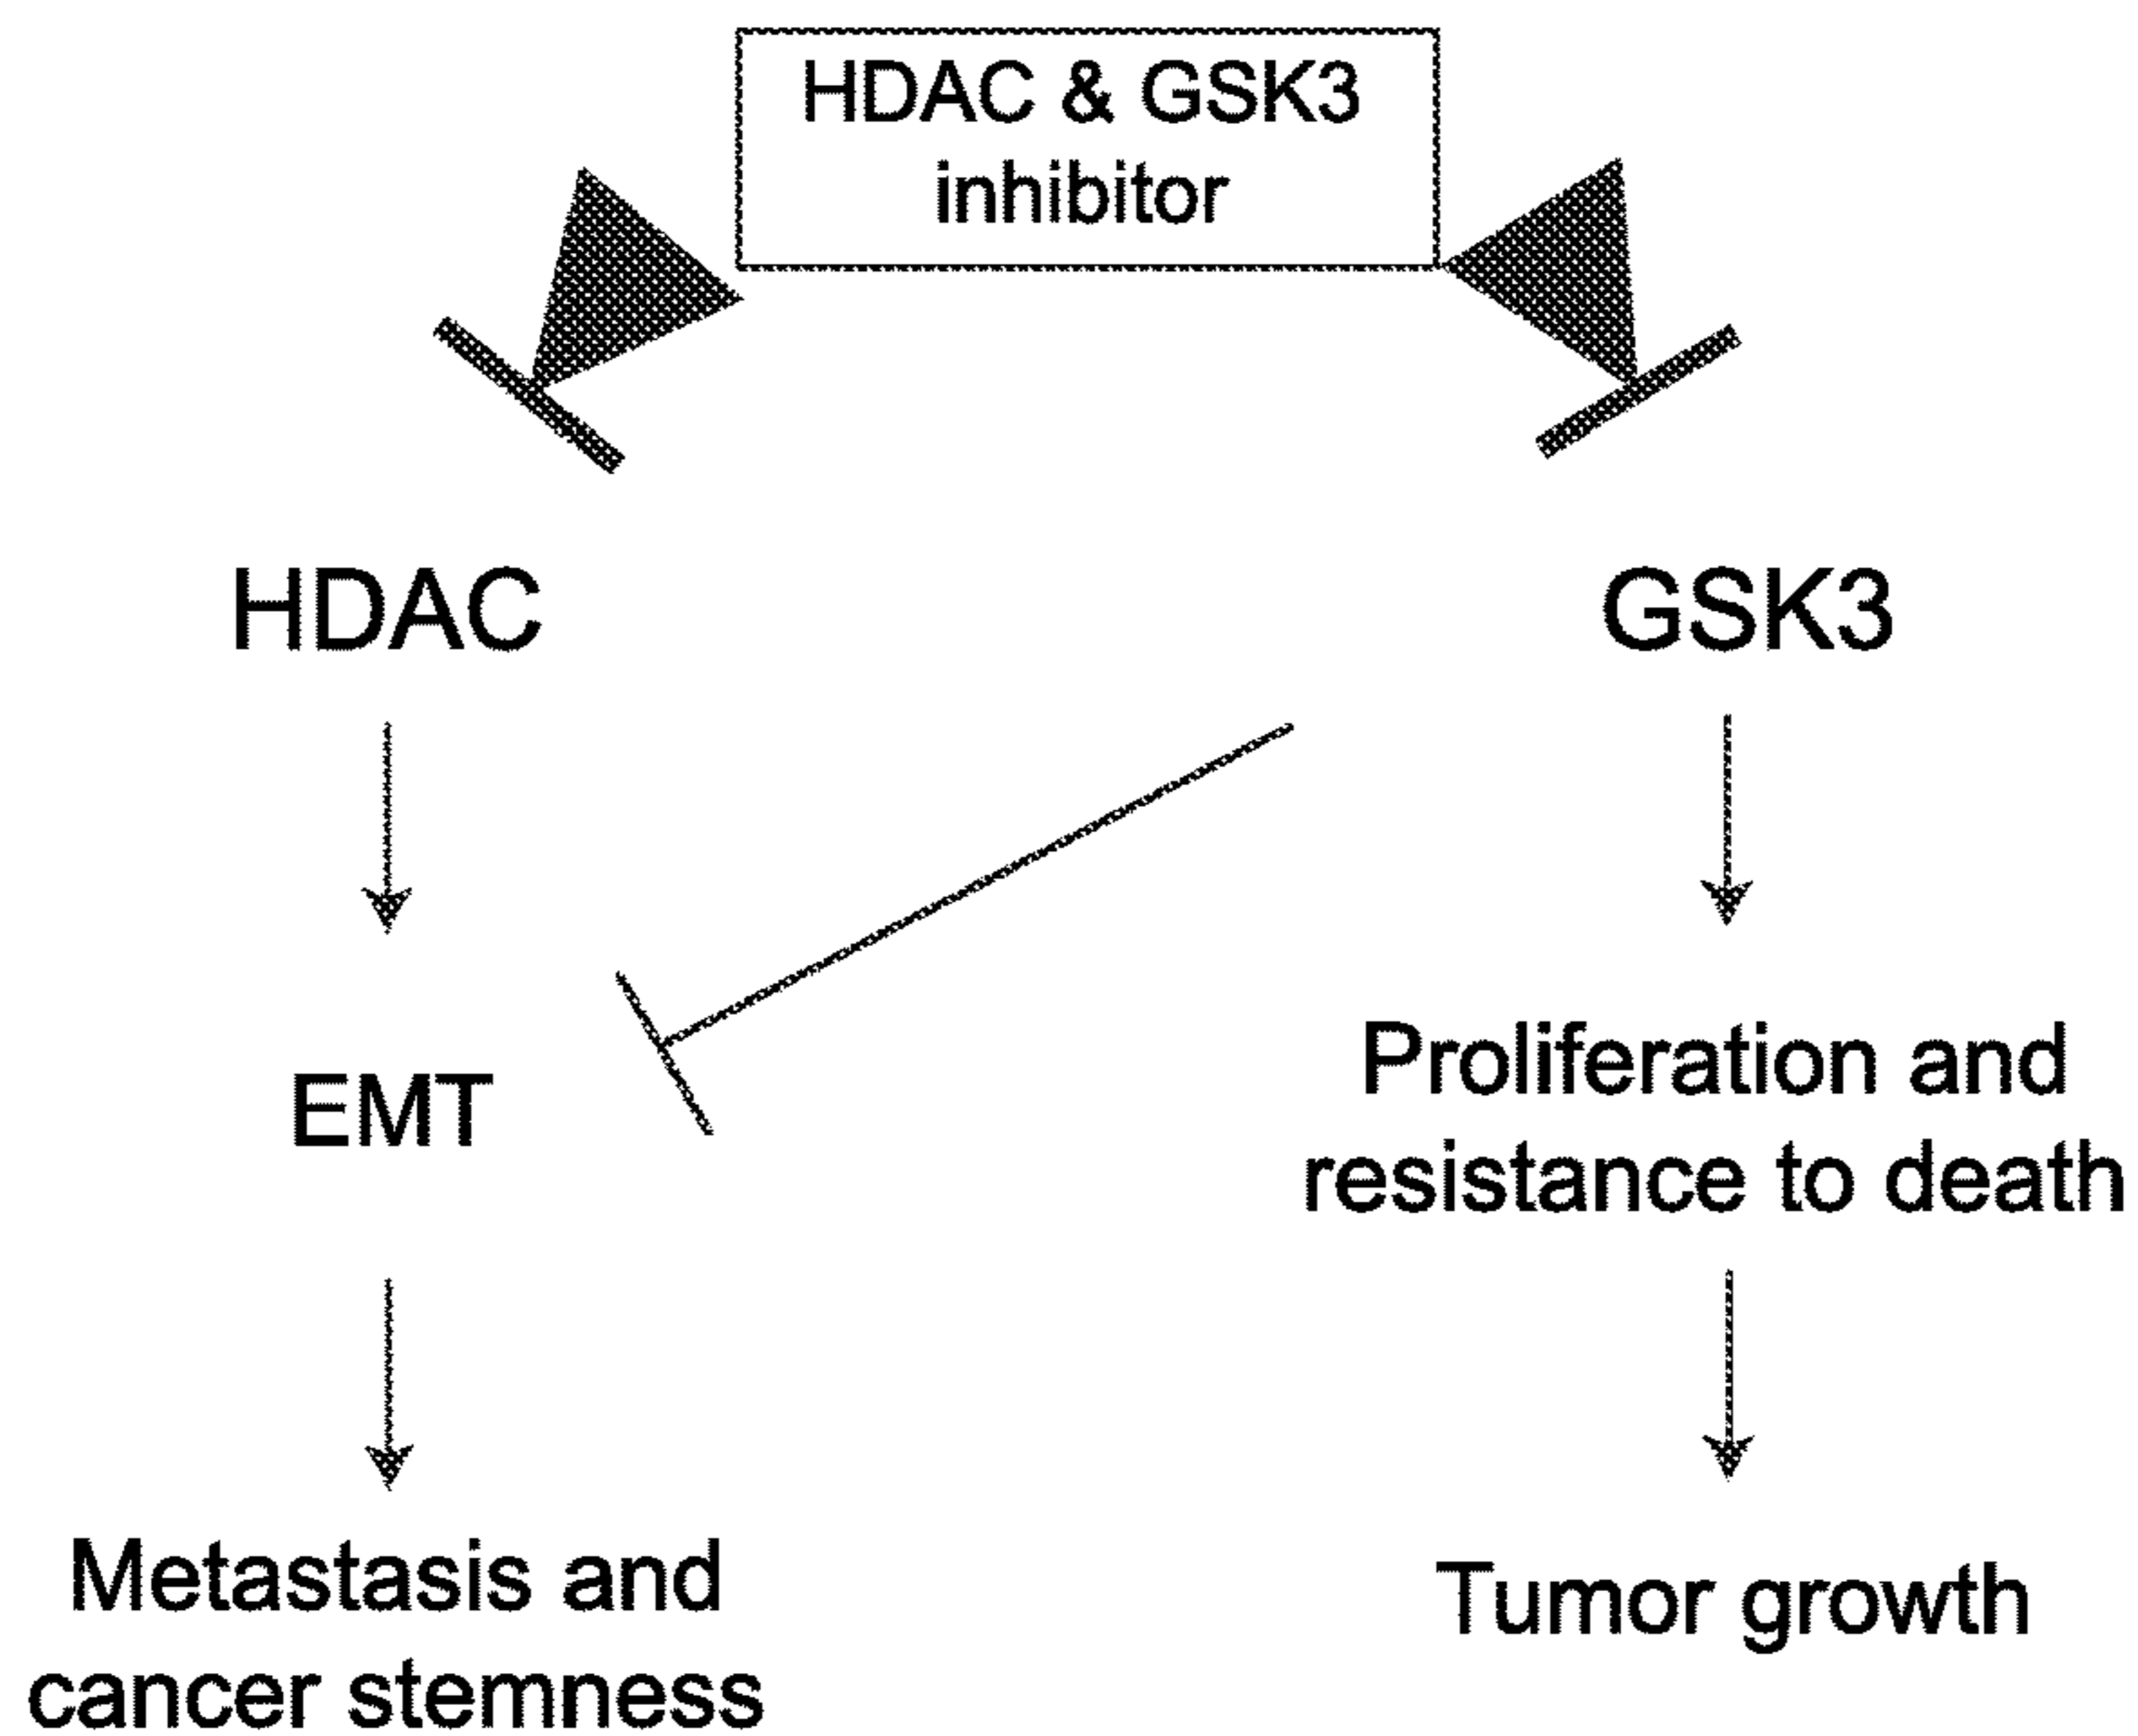 HDAC & GSK3
inhibitor
HDAC
GSK3
EMT
Proliferation and
resistance to death
Metastasis and
cancer stemness
Tumor growth